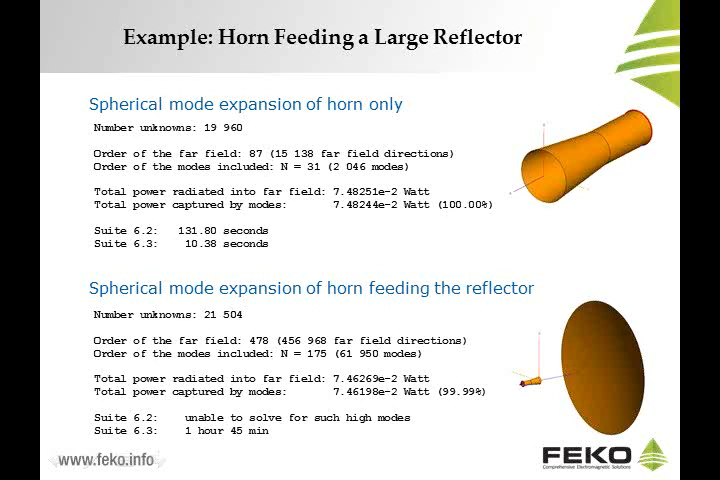 Example: Horn Feeding a Large Reflector
Spherical mode expansion of horn only
Number unknowns: 19 960
Order of the far field: 87 (15 138 far field directions)
Order of the modes included: N = 31 (2 046 modes)
Total power radiated into far field: 7.48251e-2 Watt
Total power captured by modes: 7.48244e-2 Watt (100.00%)
Suite 6.2: 131.80 seconds
Suite 6.3: 10.38 seconds
Spherical mode expansion of horn feeding the reflector
Number unknowns: 21 504
Order of the far field: 478 (456 968 far field directions)
Order of the modes included: N = 175 (61 950 modes)
Total power radiated into far field: 7.46269e-2 Watt
Total power captured by modes: 7.46198e-2 Watt (99.99%)
Suite 6.2: unable to solve for such high modes
Suite 6.3: 1 hour 45 min
www.feko.info
FEKO
Comprehensive Electromagnetic Solutions